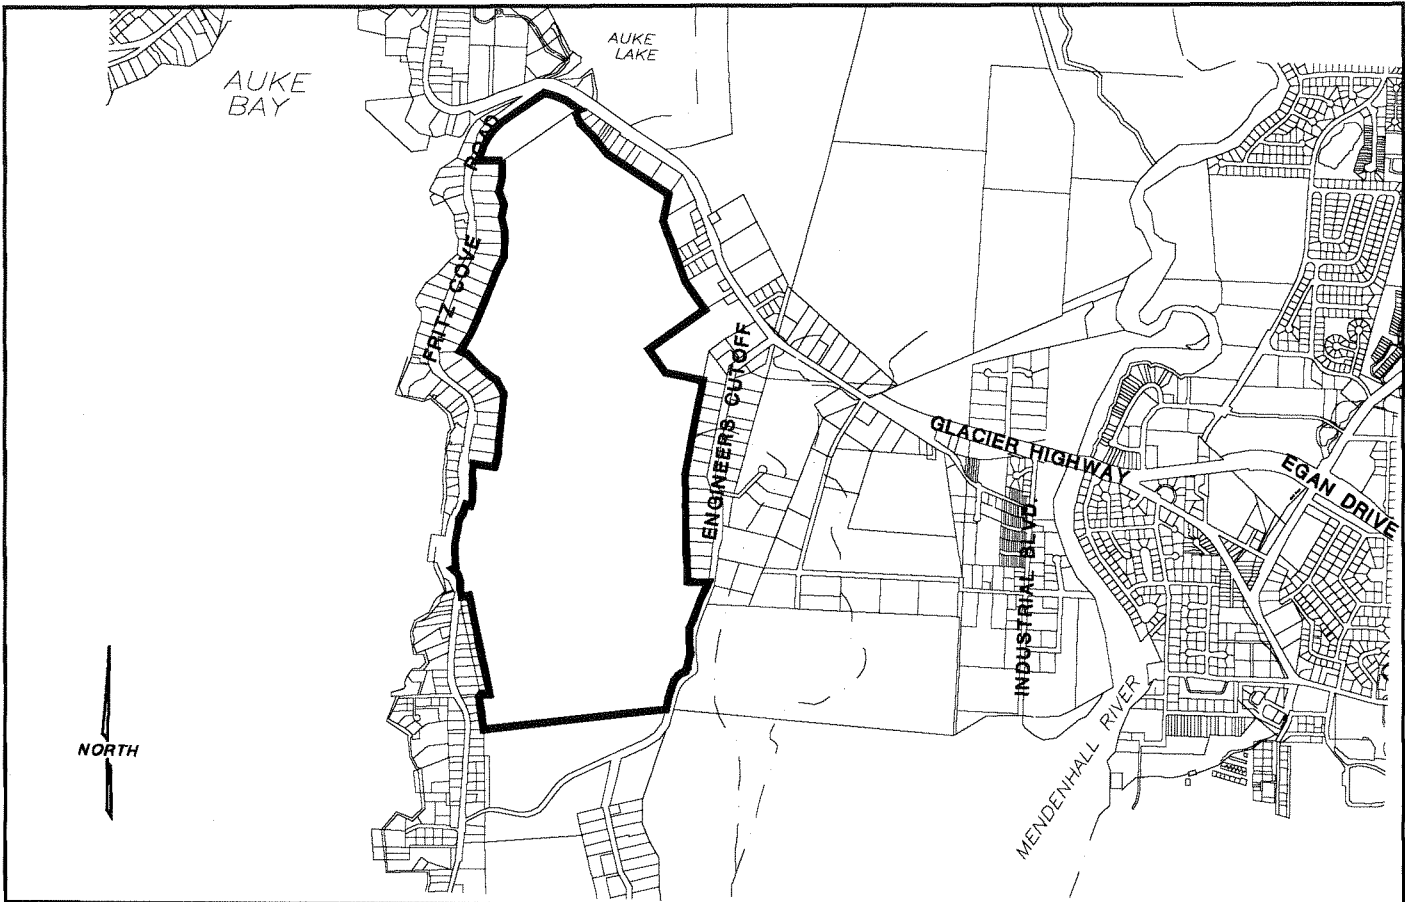 AUKE
LAKE
AUKE
BAY
FRITZ COVE ROAD
ENGINEERS CUTOFF
GLACIER HIGHWAY
EGAN DRIVE
INDUSTRIAL BLVD.
MENDENHALL RIVER
NORTH